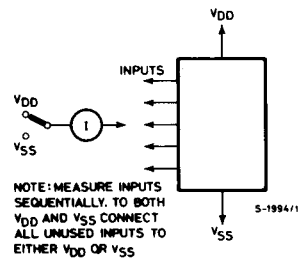 VDD
INPUTS
VDD
I
VSS
NOTE: MEASURE INPUTS
SEQUENTIALLY. TO BOTH
VDD AND VSS CONNECT
ALL UNUSED INPUTS TO
EITHER VDD OR VSS
S-1994/1
VSS